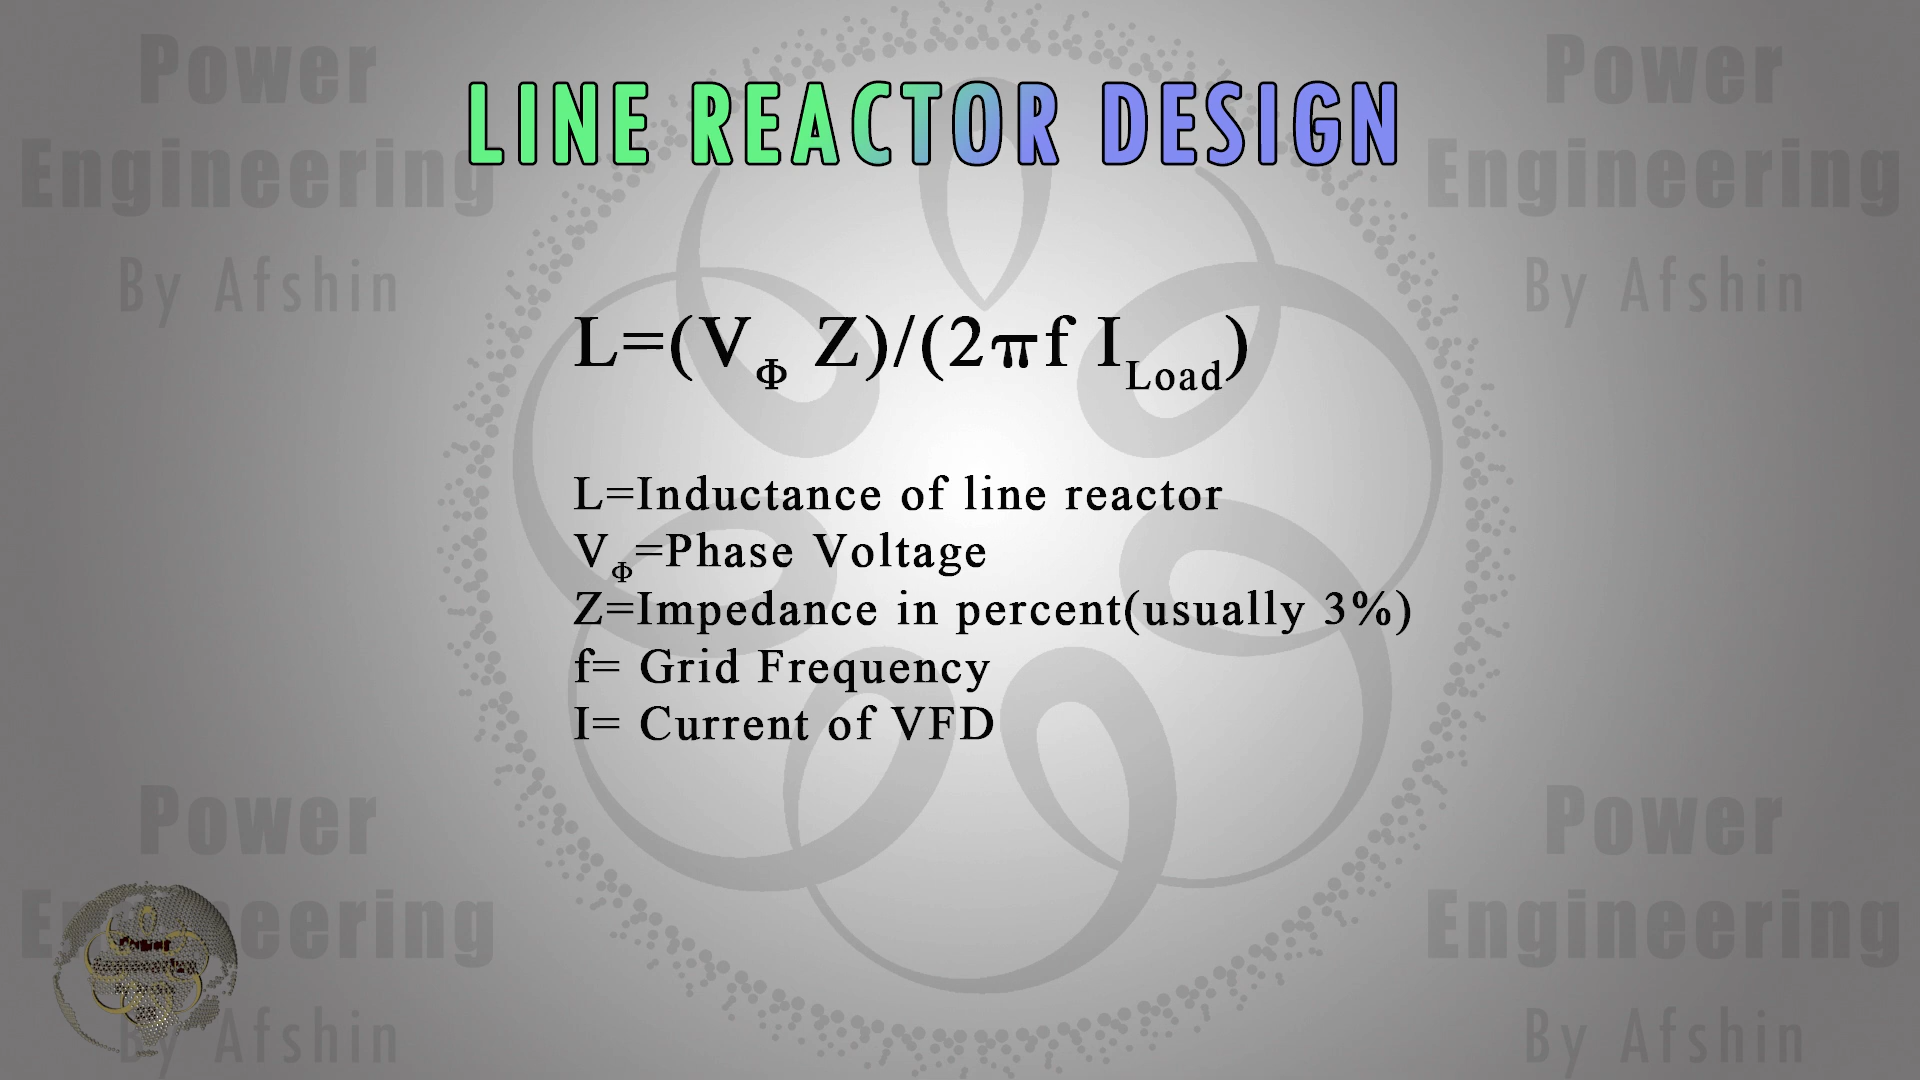 Power
Engineering
By Afshin
LINE REACTOR DESIGN
Power
Engineering
By Afshin
L=(VΦ Z)/(2πf ILoad)
L=Inductance of line reactor
VΦ=Phase Voltage
Z=Impedance in percent(usually 3%)
f= Grid Frequency
I= Current of VFD
Power
Engineering
By Afshin
Power
Power
Engineering
By Afshin